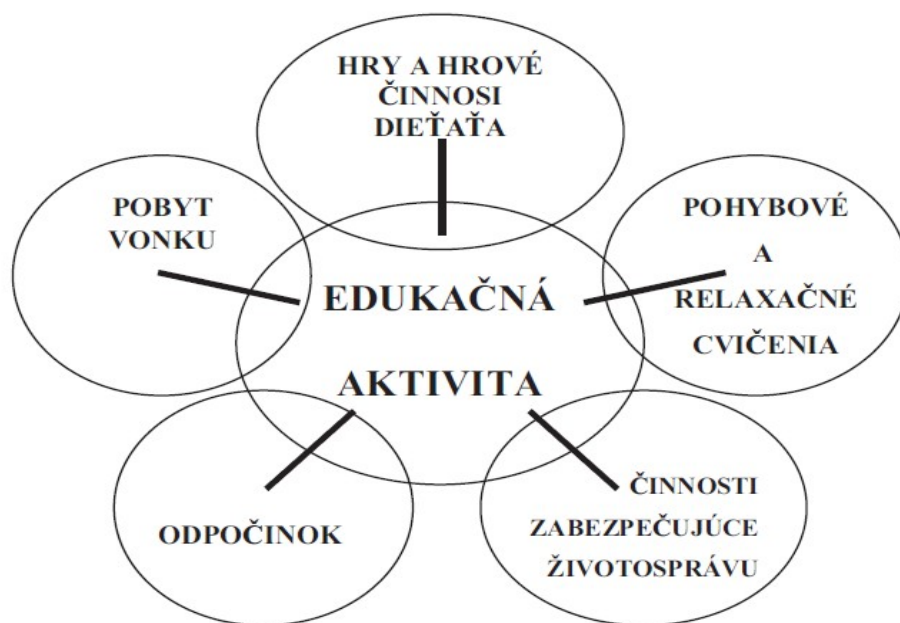 HRY A HROVÉ
ČINNOSI
DIEŤAŤA
POBYT
VONKU
POHYBOVÉ
A
RELAXAČNÉ
CVIČENIA
EDUKAČNÁ
AKTIVITA
ODPOČINOK
ČINNOSTI
ZABEZPEČUJÚCE
ŽIVOTOSPRÁVU